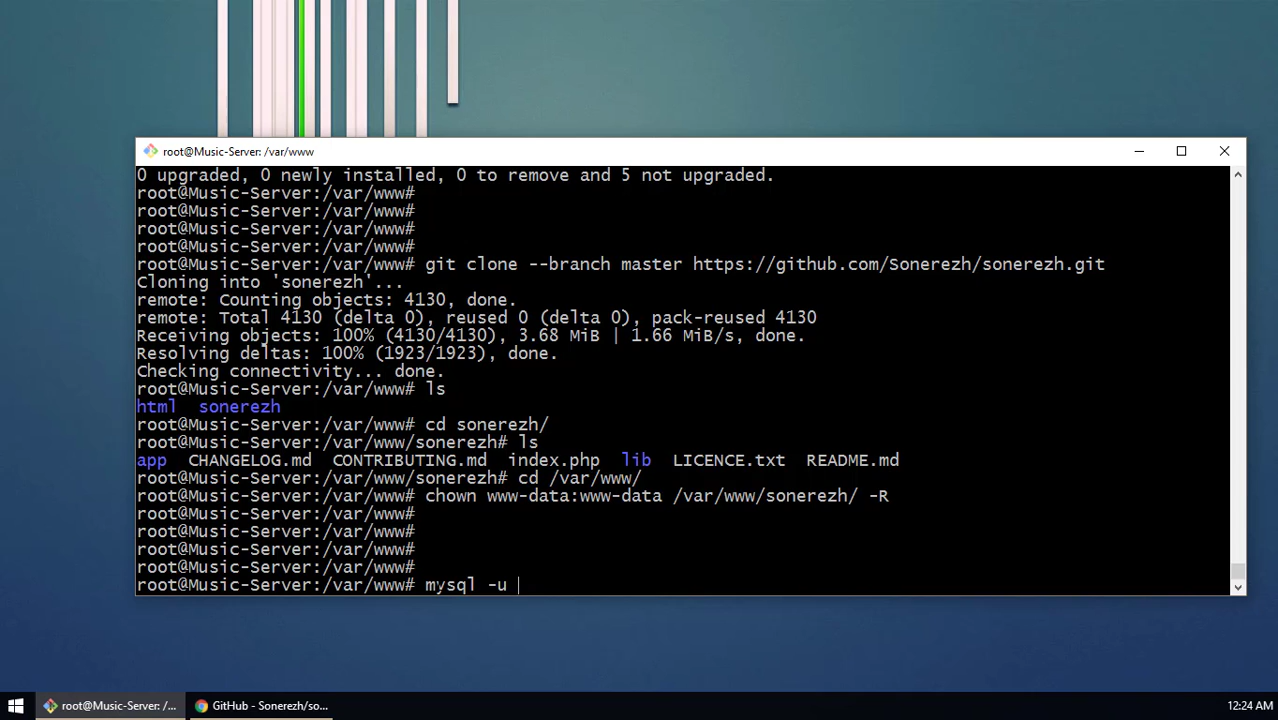 root@Music-Server: /var/www
0 upgraded, 0 newly installed, 0 to remove and 5 not upgraded.
root@Music-Server:/var/www#
root@Music-Server:/var/www#
root@Music-Server:/var/www#
root@Music-Server:/var/www#
root@Music-Server:/var/www# git clone --branch master https://github.com/Sonerezh/sonerezh.git
Cloning into 'sonerezh'...
remote: Counting objects: 4130, done.
remote: Total 4130 (delta 0), reused 0 (delta 0), pack-reused 4130
Receiving objects: 100% (4130/4130), 3.68 MiB | 1.66 MiB/s, done.
Resolving deltas: 100% (1923/1923), done.
Checking connectivity... done.
root@Music-Server:/var/www# ls
html  sonerezh
root@Music-Server:/var/www# cd sonerezh/
root@Music-Server:/var/www/sonerezh# ls
app  CHANGELOG.md  CONTRIBUTING.md  index.php  lib  LICENCE.txt  README.md
root@Music-Server:/var/www/sonerezh# cd /var/www/
root@Music-Server:/var/www# chown www-data:www-data /var/www/sonerezh/ -R
root@Music-Server:/var/www#
root@Music-Server:/var/www#
root@Music-Server:/var/www#
root@Music-Server:/var/www#
root@Music-Server:/var/www# mysql -u
root@Music-Server: /... GitHub - Sonerezh/so... 12:24 AM